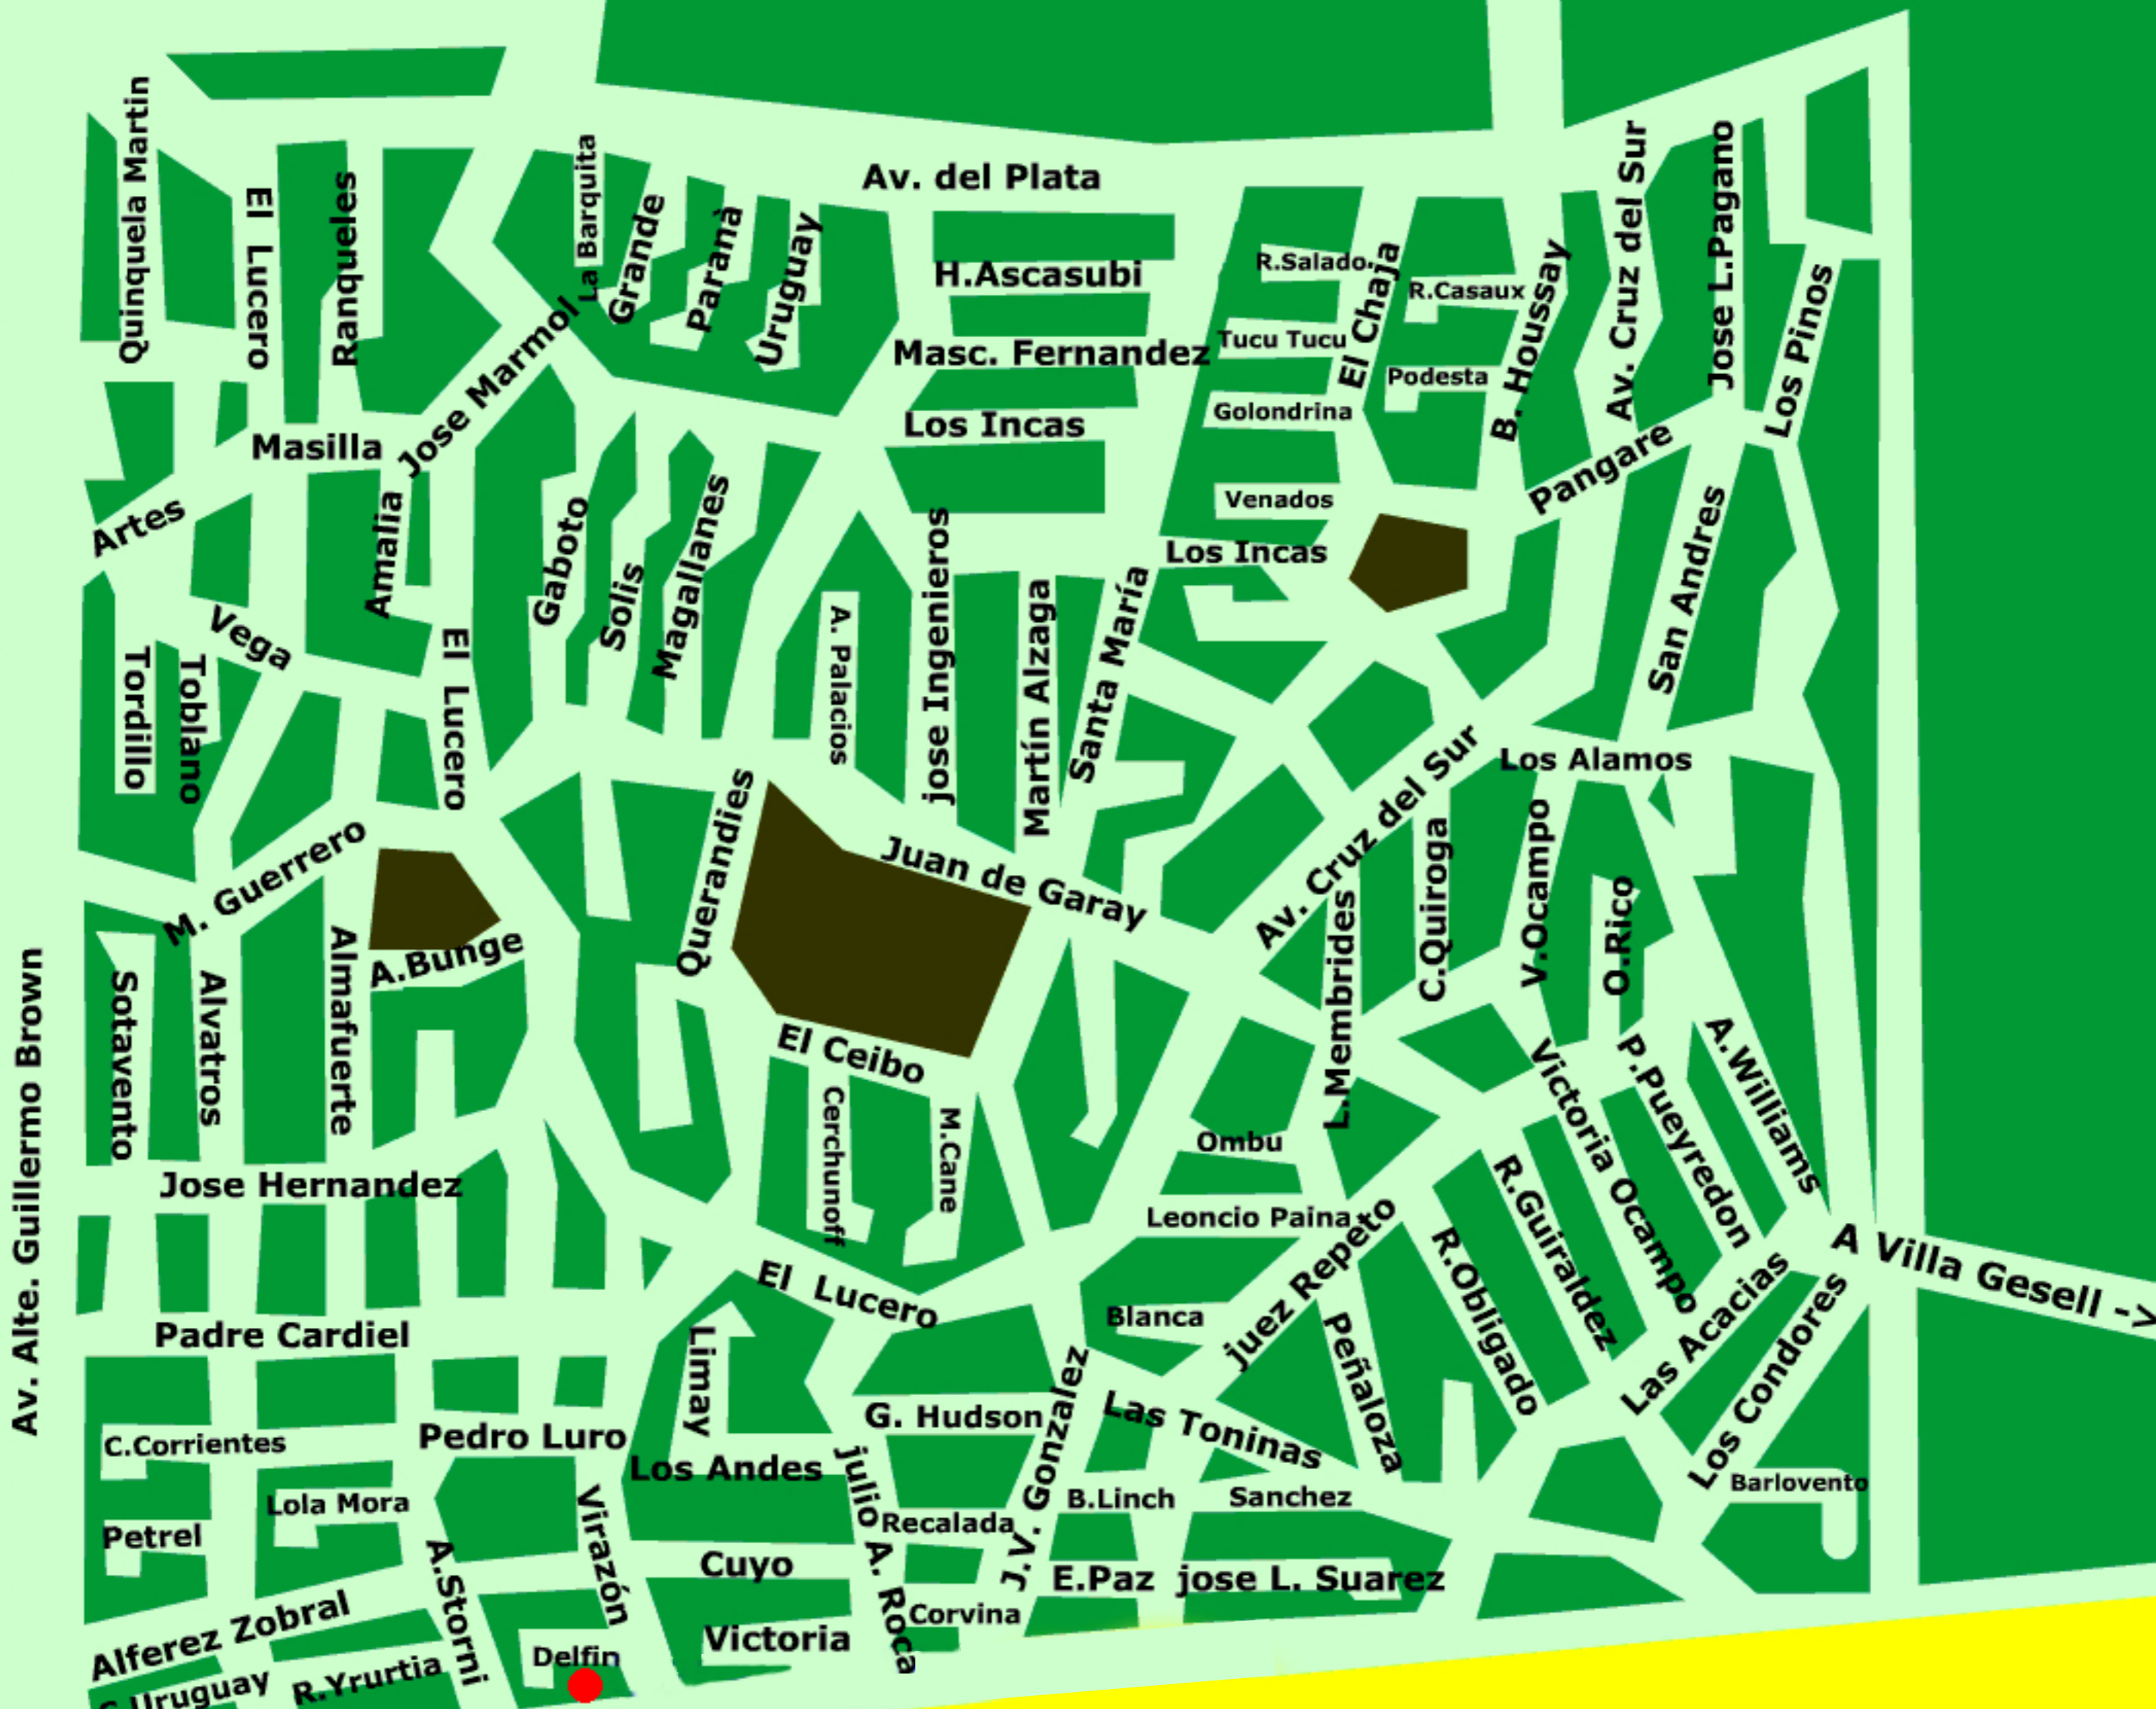 Quinquela Martin
El Lucero
Ranqueles
La Barquita
Grande
Paranà
Uruguay
Av. del Plata
H.Ascasubi
Masc. Fernandez
Los Incas
R.Salado
Tucu Tucu
Golondrina
Venados
Los Incas
El Chaja
R.Casaux
Podesta
B. Houssay
Av. Cruz del Sur
Jose L.Pagano
Los Pinos
Pangare
Jose Marmol
Masilla
Artes
Amalia
Vega
Tordillo
Toblano
El Lucero
Gaboto
Solis
Magallanes
A. Palacios
jose Ingenieros
Martín Alzaga
Santa María
San Andres
Los Alamos
Av. Cruz del Sur
M. Guerrero
Querandies
Juan de Garay
A.Bunge
Almafuerte
Alvatros
Sotavento
Av. Alte. Guillermo Brown
El Ceibo
Cerchunoff
M.Cane
L.Membrides
C.Quiroga
V.Ocampo
O.Rico
A.Williams
P.Pueyredon
Victoria Ocampo
R.Guiraldez
R.Obligado
Ombu
Leoncio Paina
juez Repeto
Blanca
Peñaloza
Las Acacias
Los Condores
A Villa Gesell ->
Jose Hernandez
Padre Cardiel
El Lucero
Limay
C.Corrientes
Pedro Luro
Los Andes
G. Hudson
J.V. Gonzalez
Las Toninas
Barlovento
Lola Mora
Petrel
Virazón
julio A. Roca
Recalada
B.Linch
Sanchez
Cuyo
E.Paz
jose L. Suarez
A.Storni
Corvina
Victoria
Alferez Zobral
Delfin
R.Yrurtia
Uruguay